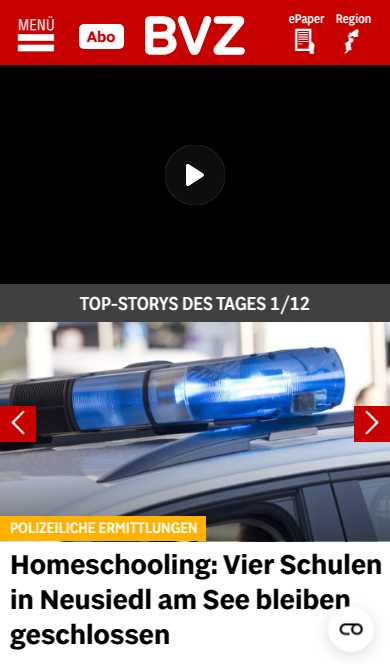 MENÜ
Abo
BVZ
ePaper
Region
TOP-STORYS DES TAGES 1/12
POLIZEILICHE ERMITTLUNGEN
Homeschooling: Vier Schulen
in Neusiedl am See bleiben
geschlossen